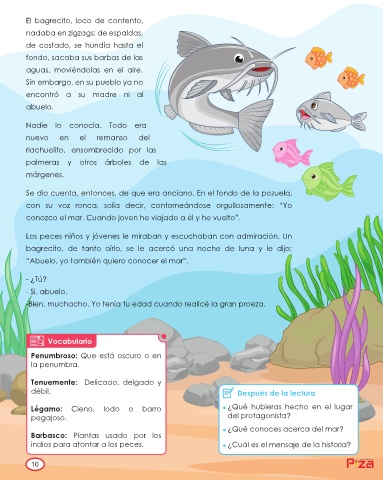 El bagrecito, loco de contento,
nadaba en zigzags; de espaldas,
de costado, se hundía hasta el
fondo, sacaba sus barbas de las
aguas, moviéndolas en el aire.
Sin embargo, en su pueblo ya no
encontró a su madre ni al
abuelo.
Nadie lo conocía. Todo era
nuevo en el remanso del
riachuelito, ensombrecido por las
palmeras y otros árboles de las
márgenes.
Se dio cuenta, entonces, de que era anciano. En el fondo de la pozuela,
con su voz ronca, solía decir, contorneándose orgullosamente: "Yo
conozco el mar. Cuando joven he viajado a él y he vuelto".
Los peces niños y jóvenes le miraban y escuchaban con admiración. Un
bagrecito, de tanto oírlo, se le acercó una noche de luna y le dijo:
"Abuelo, yo también quiero conocer el mar".
- ¿Tú?
- Sí, abuelo.
-Bien, muchacho. Yo tenía tu edad cuando realicé la gran proeza.
Vocabulario
Penumbroso: Que está oscuro o en
la penumbra.
Tenuemente: Delicado, delgado y
débil.
Légamo: Cieno, lodo o barro
pegajoso.
Barbasco: Plantas usado por los
indios para atontar a los peces.
Después de la lectura
• ¿Qué hubieras hecho en el lugar
del protagonista?
• ¿Qué conoces acerca del mar?
• ¿Cuál es el mensaje de la historia?
10